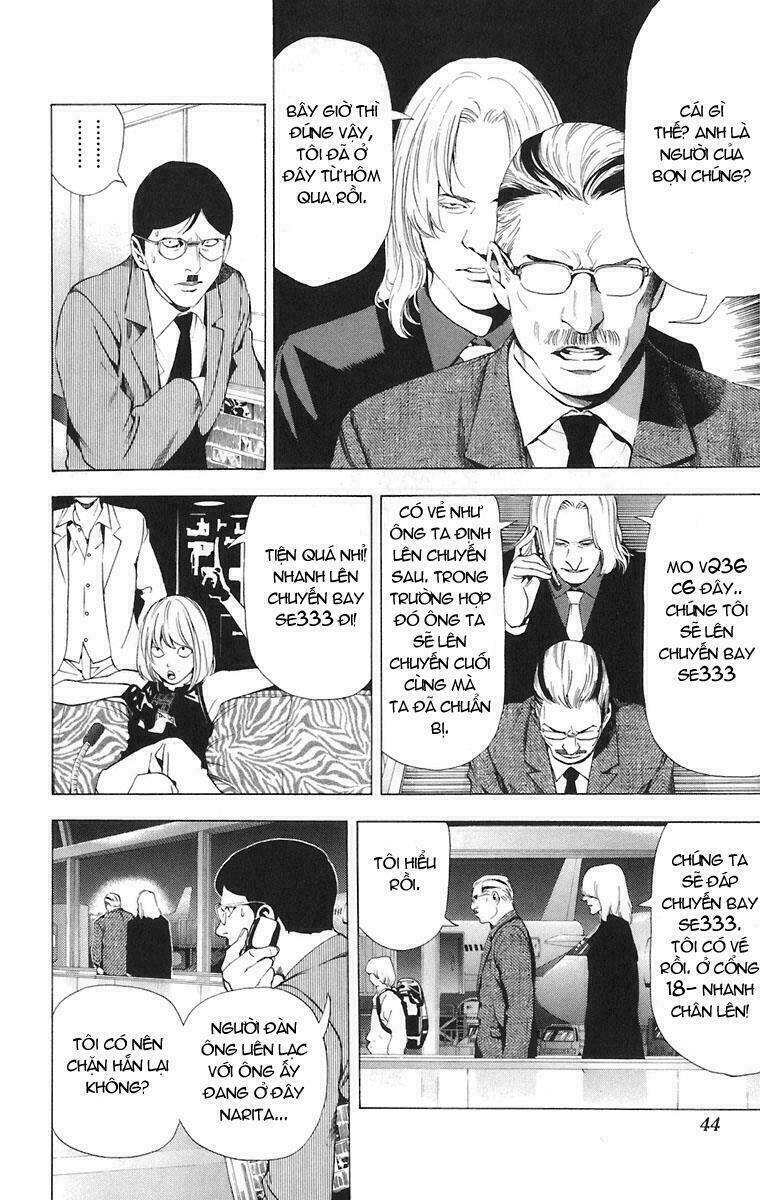 CÁI GÌ
THẾ? ANH LÀ
NGƯỜI CỦA
BỌN CHÚNG?
BÂY GIỜ THÌ
ĐÚNG VẬY,
TÔI ĐÃ Ở
ĐÂY TỪ HÔM
QUA RỒI.
MO V236
C6 ĐÂY..
CHÚNG TÔI
SẼ LÊN
CHUYẾN BAY
SE333
CÓ VẺ NHƯ
ÔNG TA ĐỊNH
LÊN CHUYẾN
SAU. TRONG
TRƯỜNG HỢP
ĐÓ ÔNG TA
SẼ LÊN
CHUYẾN CUỐI
CÙNG MÀ
TA ĐÃ CHUẨN
BỊ.
TIỆN QUÁ NHỈ!
NHANH LÊN
CHUYẾN BAY
SE333 ĐI!
CHÚNG TA
SẼ ĐÁP
CHUYẾN BAY
SE333.
TÔI CÓ VÉ
RỒI. Ở CỔNG
18- NHANH
CHÂN LÊN!
TÔI HIỂU
RỒI.
NGƯỜI ĐÀN
ÔNG LIÊN LẠC
VỚI ÔNG ẤY
ĐANG Ở ĐÂY
NARITA...
TÔI CÓ NÊN
CHẶN HẮN LẠI
KHÔNG?
44